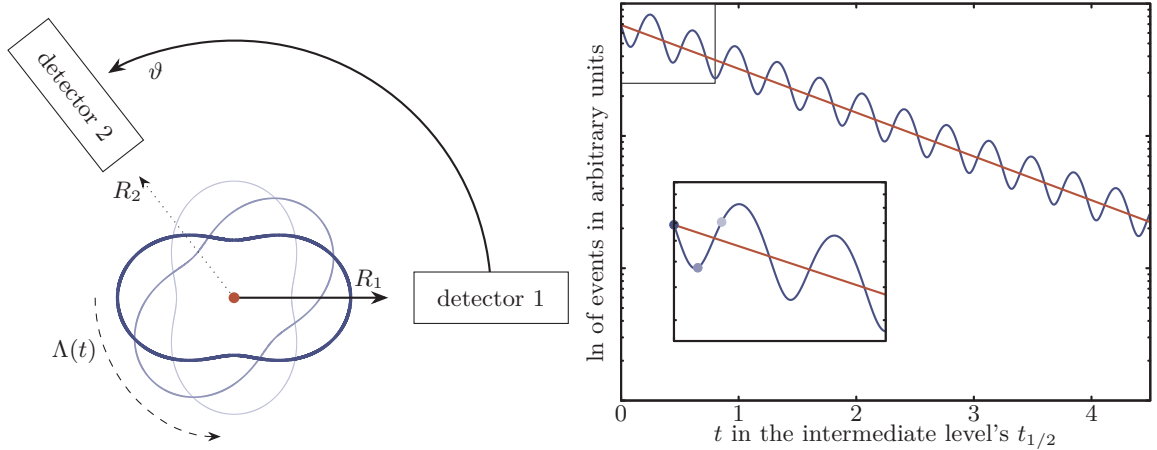 detector 2
ϑ
R₂
R₁
detector 1
Λ(t)
ln of events in arbitrary units
0 1 2 3 4
t in the intermediate level's t₁/₂